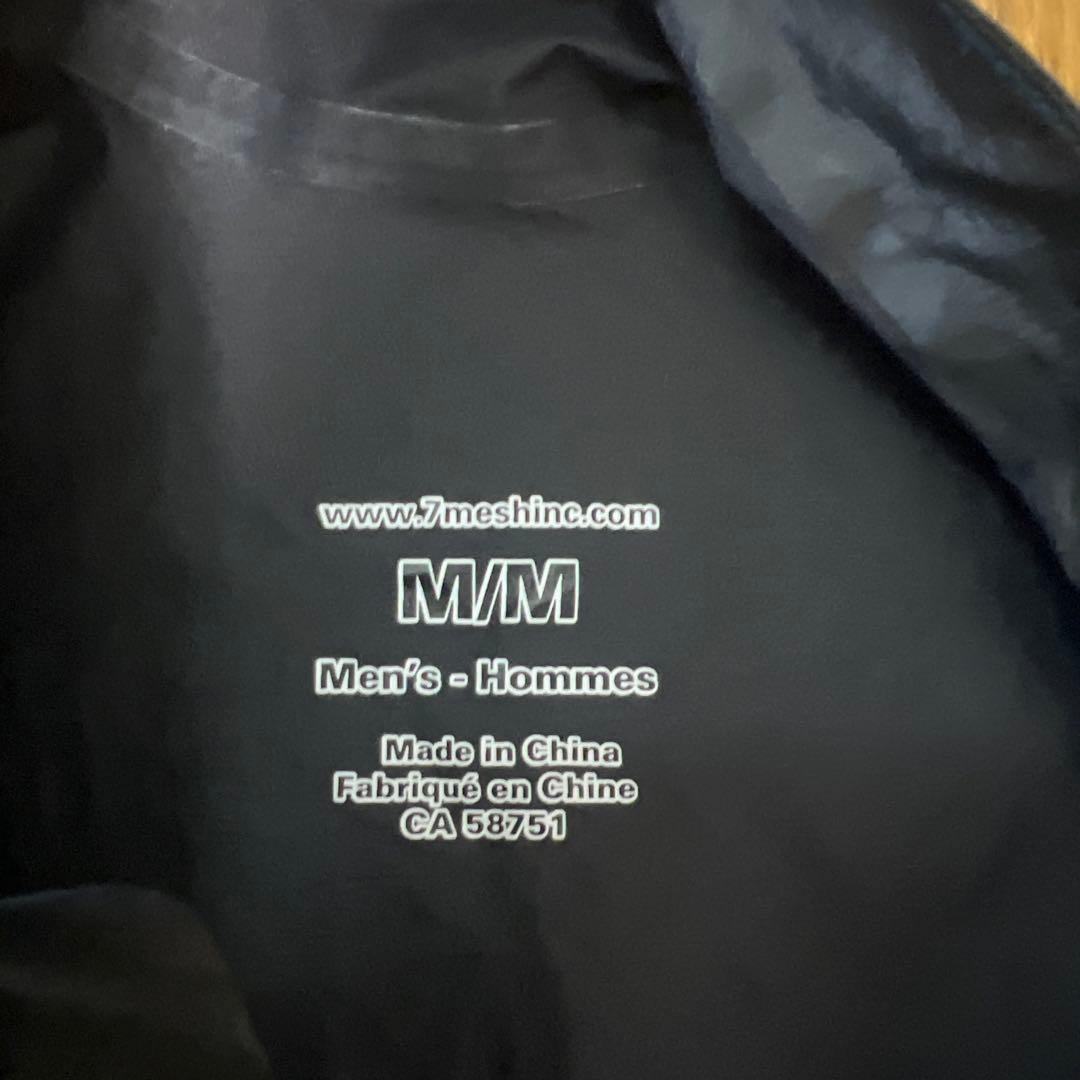 www.7meshinc.com
M/M
Men's - Hommes
Made in China
Fabriqué en Chine
CA 58751